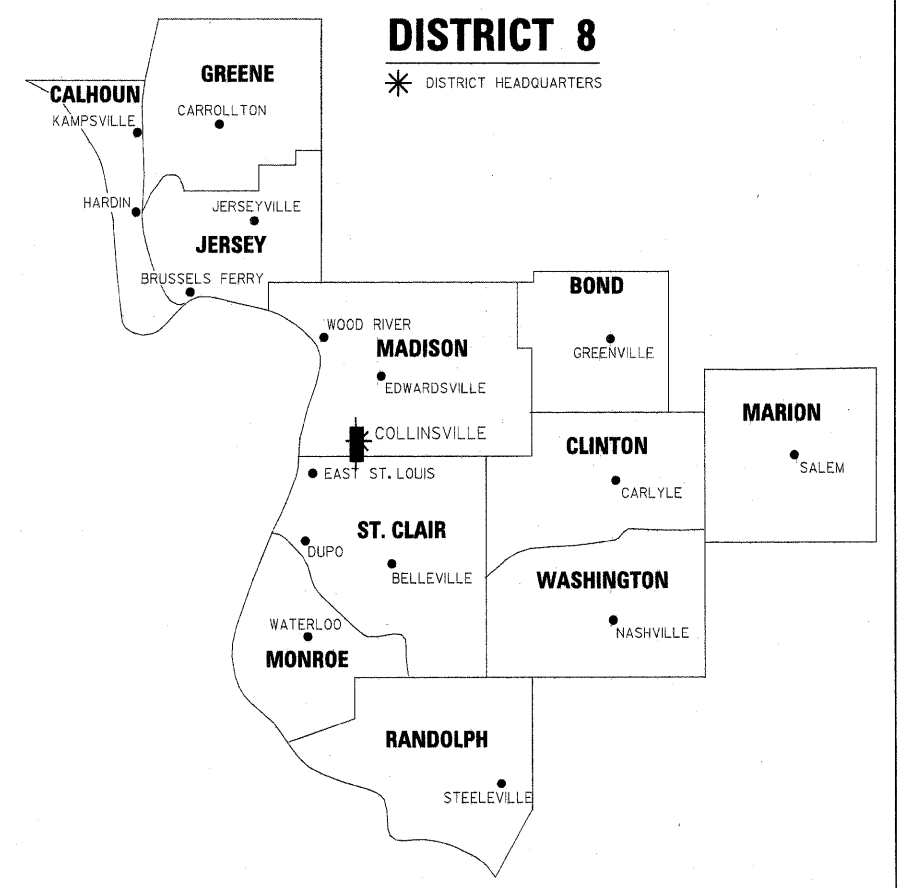 DISTRICT 8
DISTRICT HEADQUARTERS
GREENE
CALHOUN
CARROLLTON
KAMPSVILLE
HARDIN
JERSEYVILLE
JERSEY
BRUSSELS FERRY
BOND
WOOD RIVER
MADISON
GREENVILLE
EDWARDSVILLE
MARION
COLLINSVILLE
CLINTON
SALEM
EAST ST. LOUIS
CARLYLE
ST. CLAIR
DUPO
BELLEVILLE
WASHINGTON
WATERLOO
NASHVILLE
MONROE
RANDOLPH
STEELEVILLE